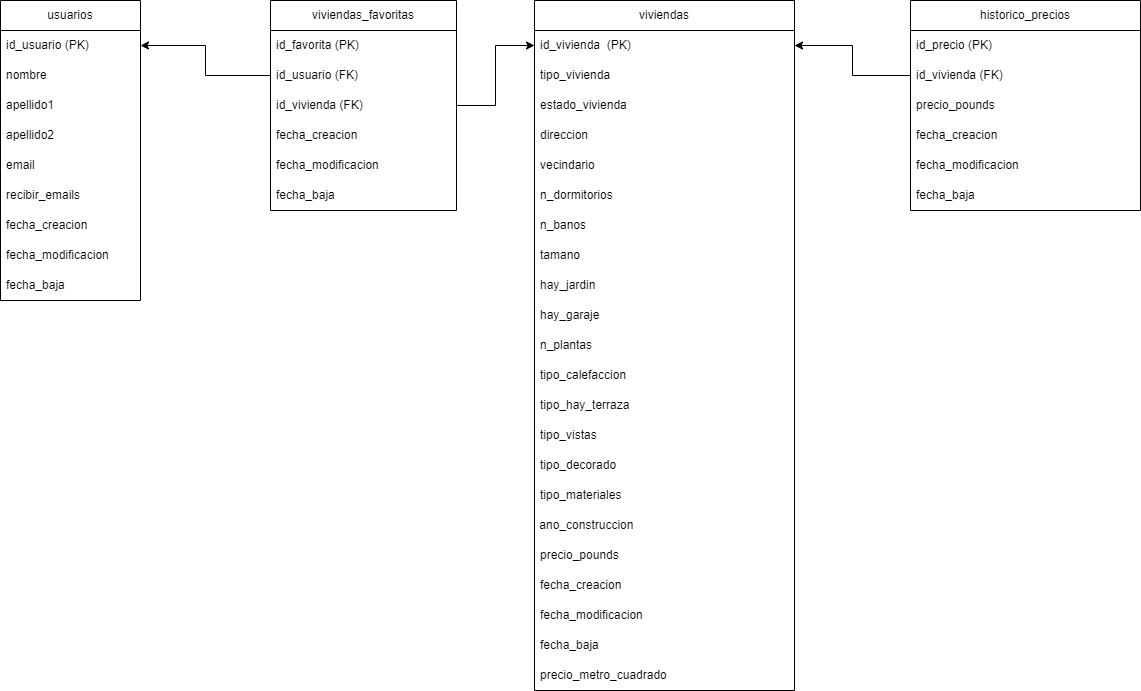 usuarios
id_usuario (PK)
nombre
apellido1
apellido2
email
recibir_emails
fecha_creacion
fecha_modificacion
fecha_baja
viviendas_favoritas
id_favorita (PK)
id_usuario (FK)
id_vivienda (FK)
fecha_creacion
fecha_modificacion
fecha_baja
viviendas
id_vivienda  (PK)
tipo_vivienda
estado_vivienda
direccion
vecindario
n_dormitorios
n_banos
tamano
hay_jardin
hay_garaje
n_plantas
tipo_calefaccion
tipo_hay_terraza
tipo_vistas
tipo_decorado
tipo_materiales
ano_construccion
precio_pounds
fecha_creacion
fecha_modificacion
fecha_baja
precio_metro_cuadrado
historico_precios
id_precio (PK)
id_vivienda (FK)
precio_pounds
fecha_creacion
fecha_modificacion
fecha_baja